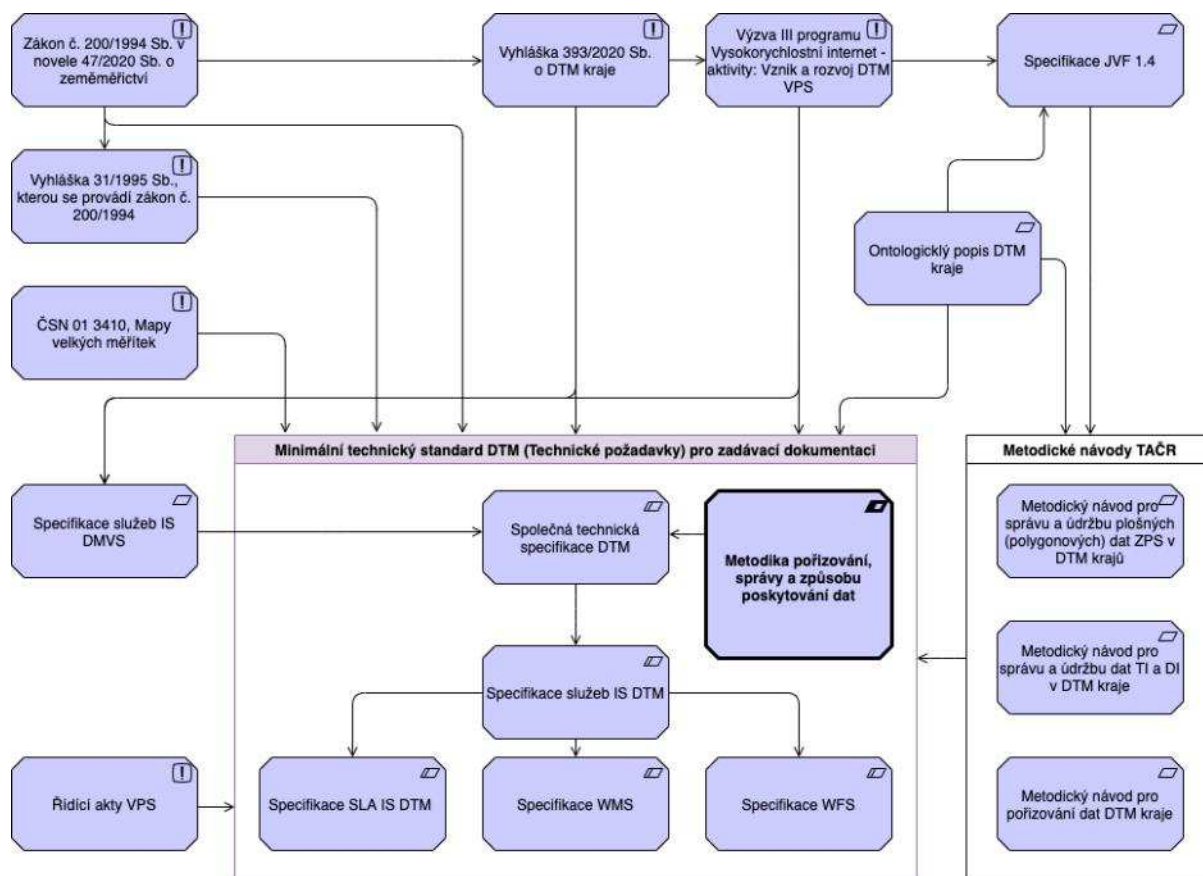 Zákon č. 200/1994 Sb. v
novele 47/2020 Sb. o
zeměměřictví
Vyhláška 393/2020 Sb.
o DTM kraje
Výzva III programu
Vysokorychlostní internet -
aktivity: Vznik a rozvoj DTM
VPS
Specifikace JVF 1.4
Vyhláška 31/1995 Sb.,
kterou se provádí zákon č.
200/1994
Ontologicklý popis DTM
kraje
ČSN 01 3410, Mapy
velkých měřítek
Minimální technický standard DTM (Technické požadavky) pro zadávací dokumentaci
Metodické návody TAČR
Specifikace služeb IS
DMVS
Společná technická
specifikace DTM
Metodika pořizování,
správy a způsobu
poskytování dat
Metodický návod pro
správu a údržbu plošných
(polygonových) dat ZPS v
DTM krajů
Specifikace služeb IS DTM
Metodický návod pro
správu a údržbu dat TI a DI
v DTM kraje
Řídící akty VPS
Specifikace SLA IS DTM
Specifikace WMS
Specifikace WFS
Metodický návod pro
pořizování dat DTM kraje